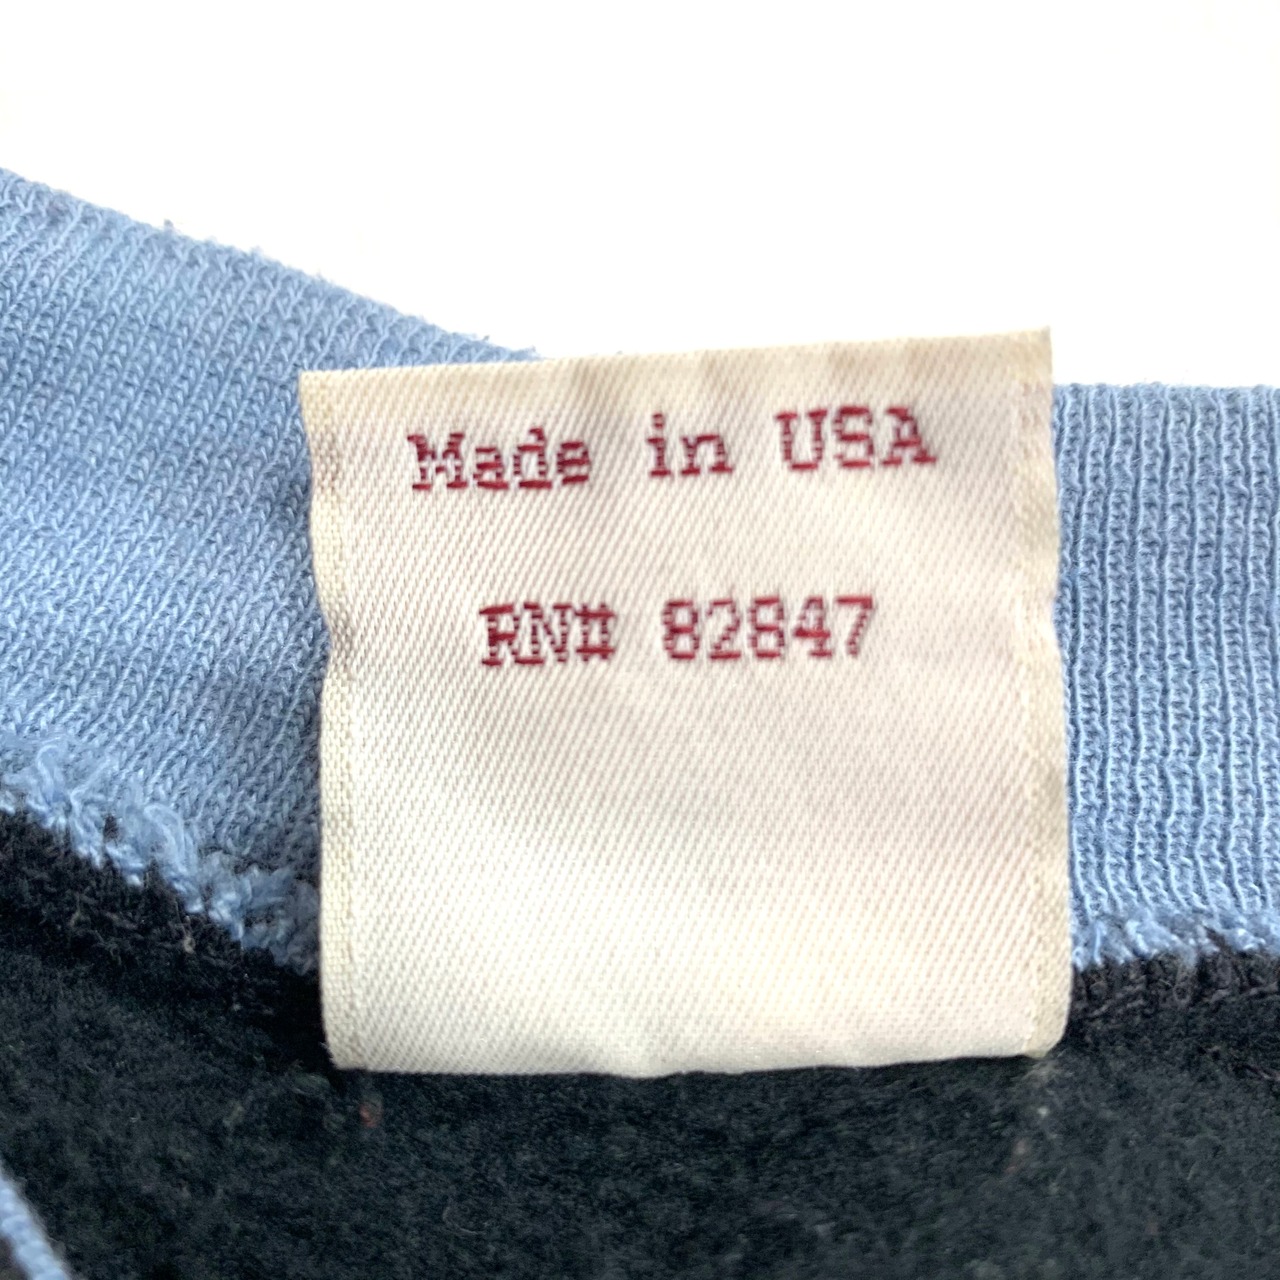 Made in USA
RN# 82847